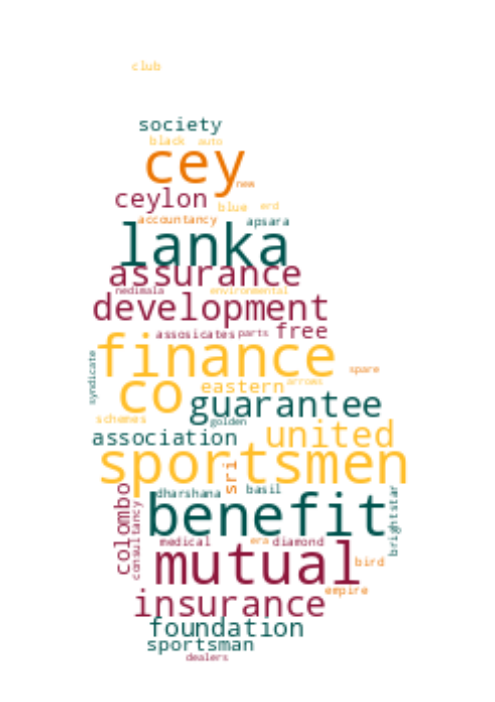 club
society
black auto
cey
new
ceylon
blue erd
accountancy apsara
lanka
assurance
nedimala environmental
development
assosicates parts free
finance
syndicate
spare
co eastern arrows
guarantee
schemes golden
association united
sportsmen
sri
colombo dharshana basil
consultancy
benefit
brightstar
medical era diamond
mutual bird
empire
insurance
foundation
sportsman
dealers